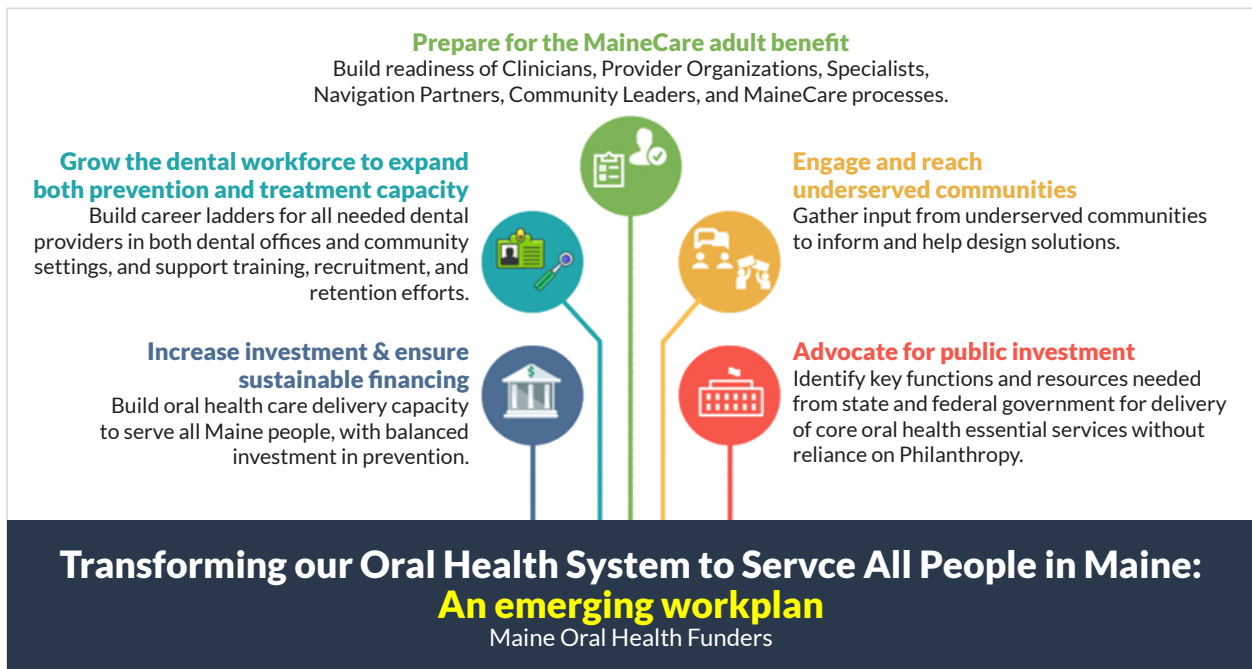 Prepare for the MaineCare adult benefit
Build readiness of Clinicians, Provider Organizations, Specialists,
Navigation Partners, Community Leaders, and MaineCare processes.
Grow the dental workforce to expand
both prevention and treatment capacity
Build career ladders for all needed dental
providers in both dental offices and community
settings, and support training, recruitment, and
retention efforts.
Engage and reach
underserved communities
Gather input from underserved communities
to inform and help design solutions.
Increase investment & ensure
sustainable financing
Build oral health care delivery capacity
to serve all Maine people, with balanced
investment in prevention.
Advocate for public investment
Identify key functions and resources needed
from state and federal government for delivery
of core oral health essential services without
reliance on Philanthropy.
$
Transforming our Oral Health System to Servce All People in Maine:
An emerging workplan
Maine Oral Health Funders